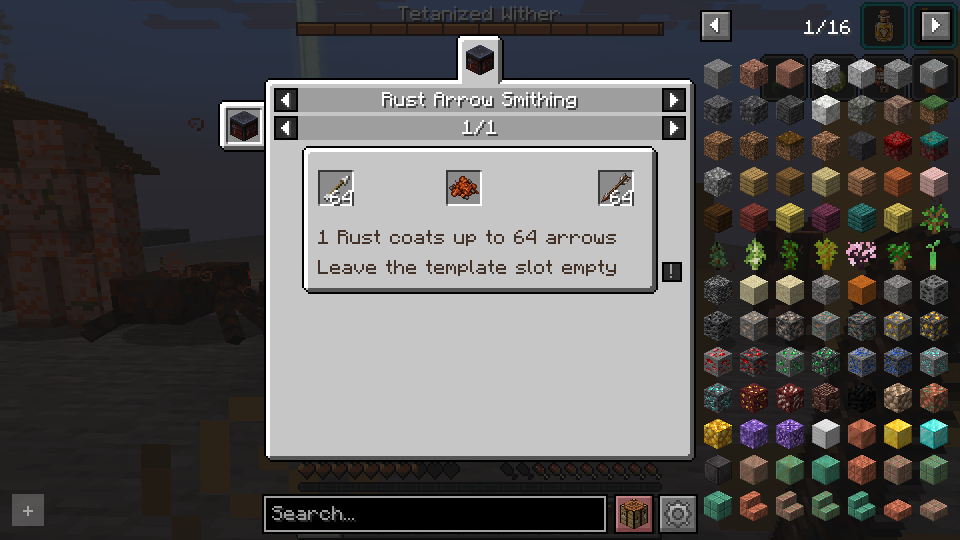 Tetanized Wither
1/16
Rust Arrow Smithing
1/1
64
64
1 Rust coats up to 64 arrows
Leave the template slot empty
!
Search...
+